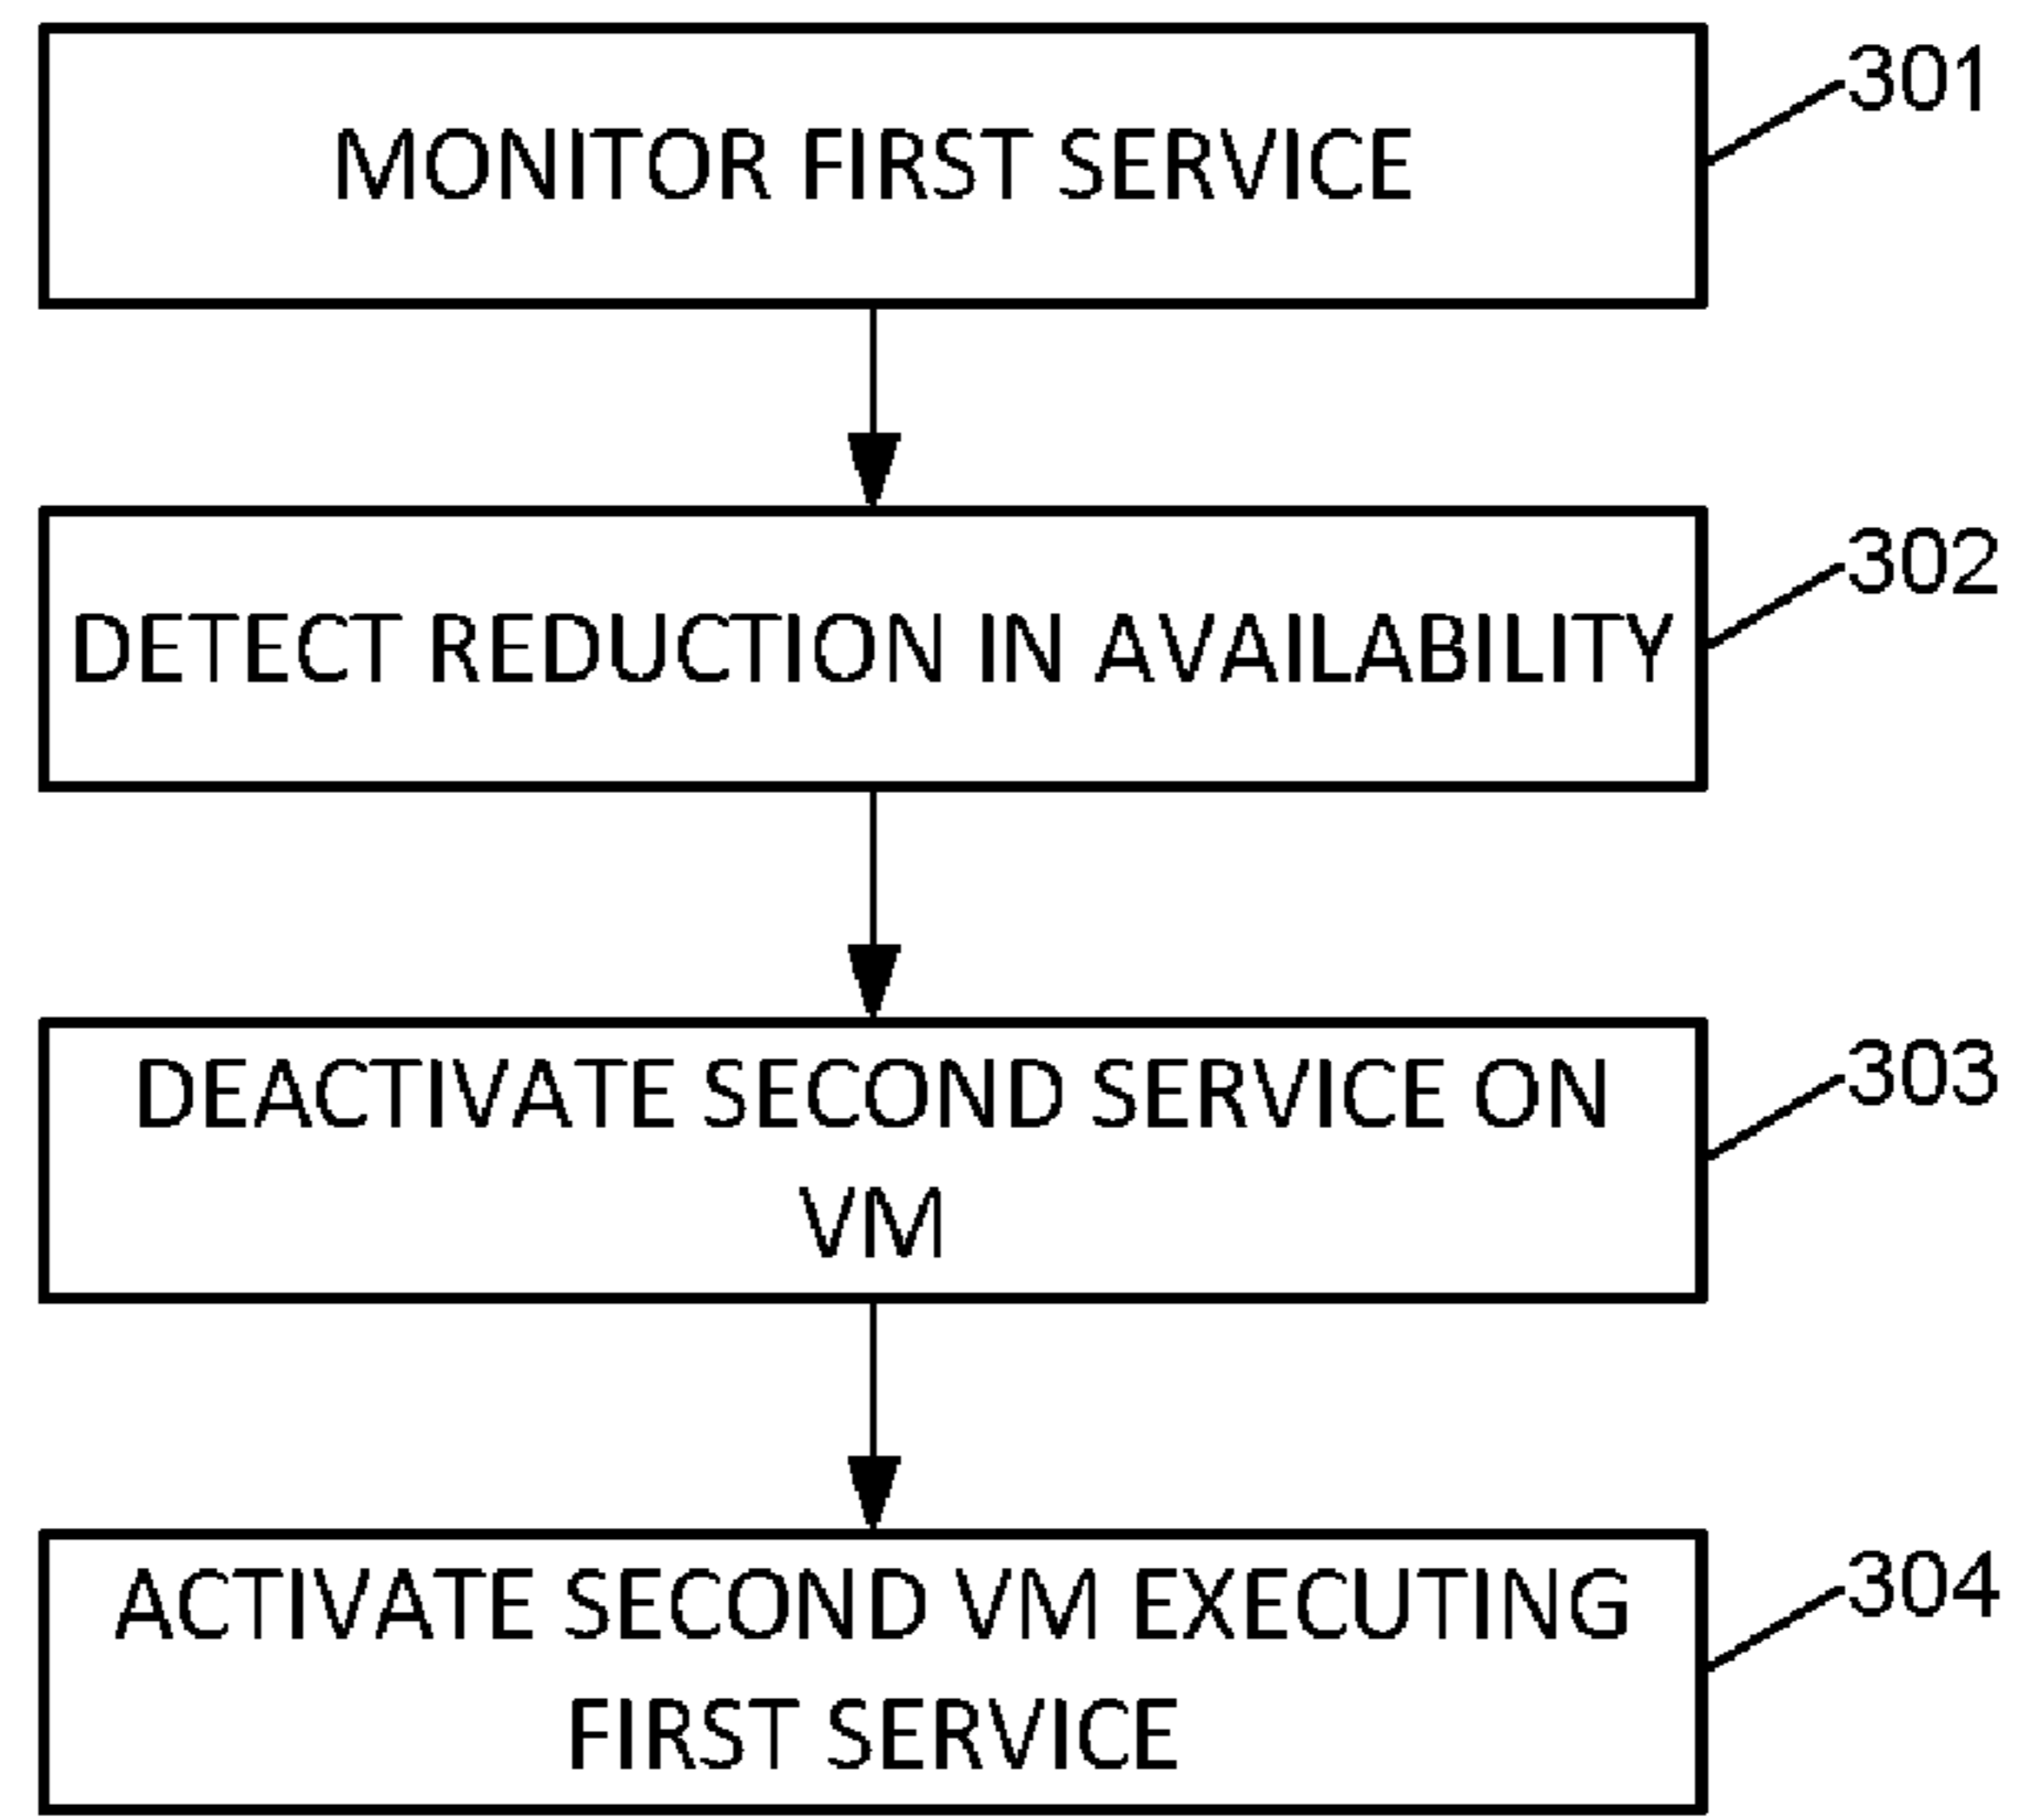 MONITOR FIRST SERVICE
301
DETECT REDUCTION IN AVAILABILITY
302
DEACTIVATE SECOND SERVICE ON
VM
303
ACTIVATE SECOND VM EXECUTING
FIRST SERVICE
304